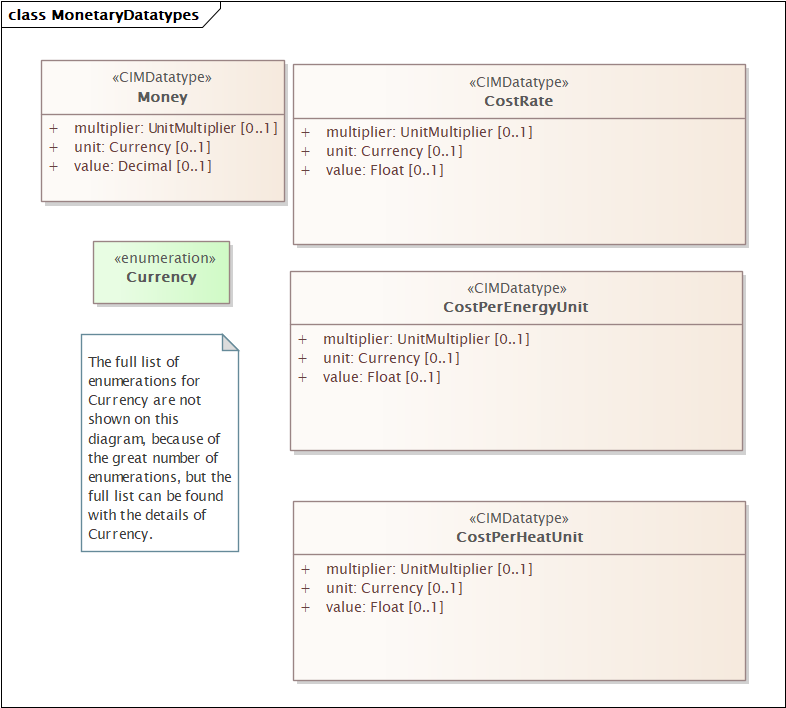 class MonetaryDatatypes
«CIMDatatype»
Money
+ multiplier: UnitMultiplier [0..1]
+ unit: Currency [0..1]
+ value: Decimal [0..1]
«CIMDatatype»
CostRate
+ multiplier: UnitMultiplier [0..1]
+ unit: Currency [0..1]
+ value: Float [0..1]
«enumeration»
Currency
«CIMDatatype»
CostPerEnergyUnit
+ multiplier: UnitMultiplier [0..1]
+ unit: Currency [0..1]
+ value: Float [0..1]
The full list of
enumerations for
Currency are not
shown on this
diagram, because of
the great number of
enumerations, but the
full list can be found
with the details of
Currency.
«CIMDatatype»
CostPerHeatUnit
+ multiplier: UnitMultiplier [0..1]
+ unit: Currency [0..1]
+ value: Float [0..1]